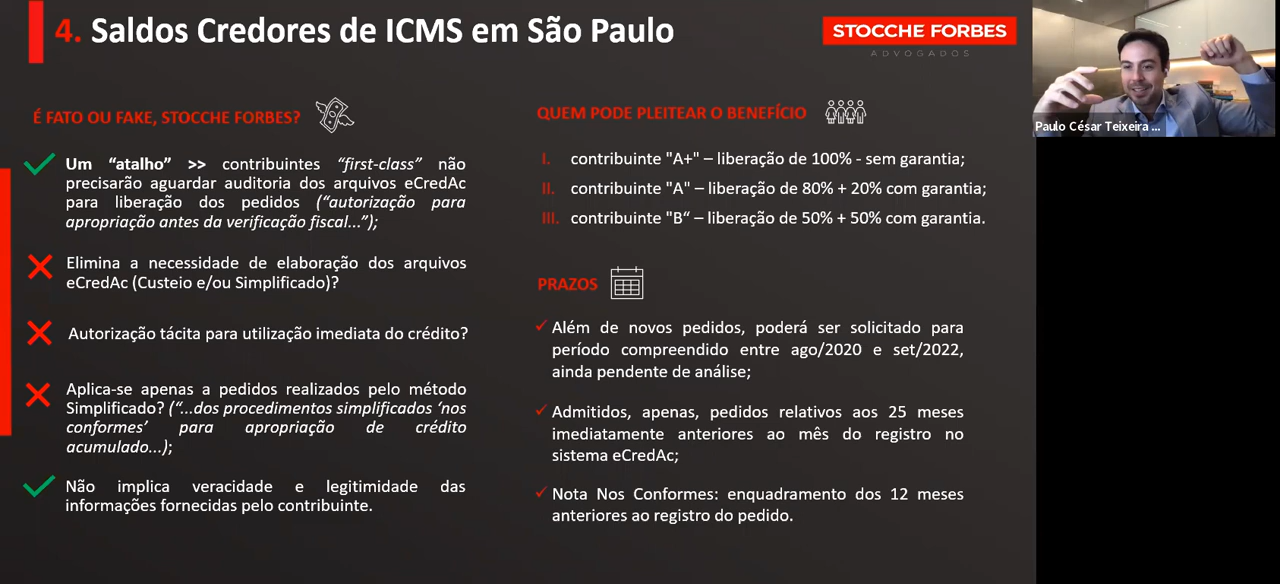 4. Saldos Credores de ICMS em São Paulo
STOCCHE FORBES
ADVOGADOS
É FATO OU FAKE, STOCCHE FORBES?
Um “atalho” >> contribuintes “first-class” não
precisarão aguardar auditoria dos arquivos eCredAc
para liberação dos pedidos (“autorização para
apropriação antes da verificação fiscal...”);
Elimina a necessidade de elaboração dos arquivos
eCredAc (Custeio e/ou Simplificado)?
Autorização tácita para utilização imediata do crédito?
Aplica-se apenas a pedidos realizados pelo método
Simplificado? (“...dos procedimentos simplificados ‘nos
conformes’ para apropriação de crédito
acumulado...);
Não implica veracidade e legitimidade das
informações fornecidas pelo contribuinte.
QUEM PODE PLEITEAR O BENEFÍCIO
I. contribuinte "A+" – liberação de 100% - sem garantia;
II. contribuinte "A" – liberação de 80% + 20% com garantia;
III. contribuinte "B“ – liberação de 50% + 50% com garantia.
PRAZOS
Além de novos pedidos, poderá ser solicitado para
período compreendido entre ago/2020 e set/2022,
ainda pendente de análise;
Admitidos, apenas, pedidos relativos aos 25 meses
imediatamente anteriores ao mês do registro no
sistema eCredAc;
Nota Nos Conformes: enquadramento dos 12 meses
anteriores ao registro do pedido.
Paulo César Teixeira ...